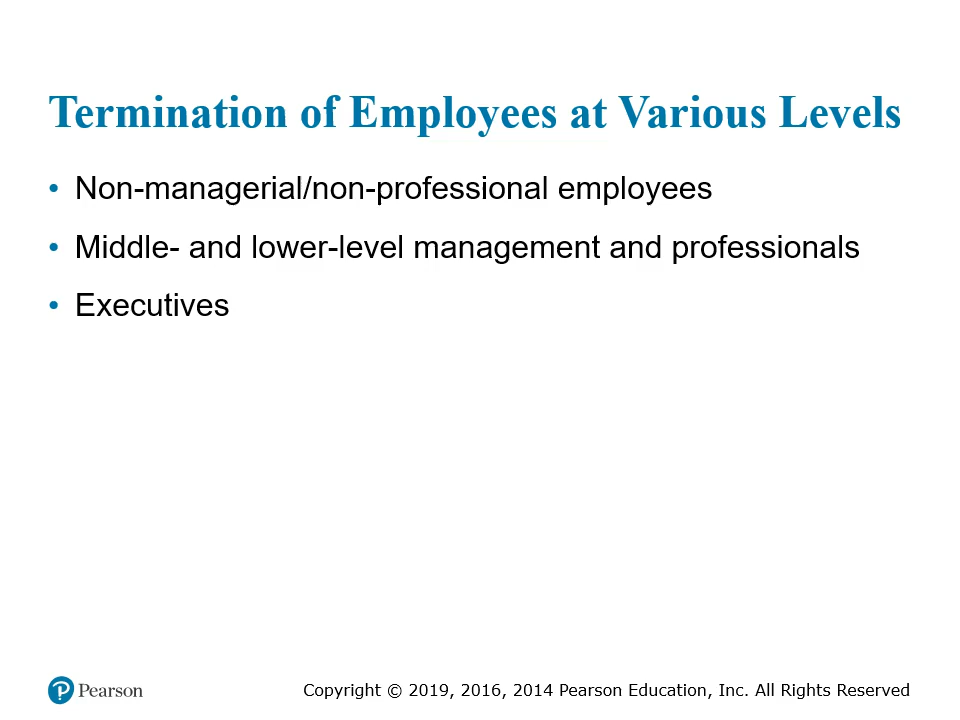 Termination of Employees at Various Levels
• Non-managerial/non-professional employees
• Middle- and lower-level management and professionals
• Executives
Pearson
Copyright © 2019, 2016, 2014 Pearson Education, Inc. All Rights Reserved